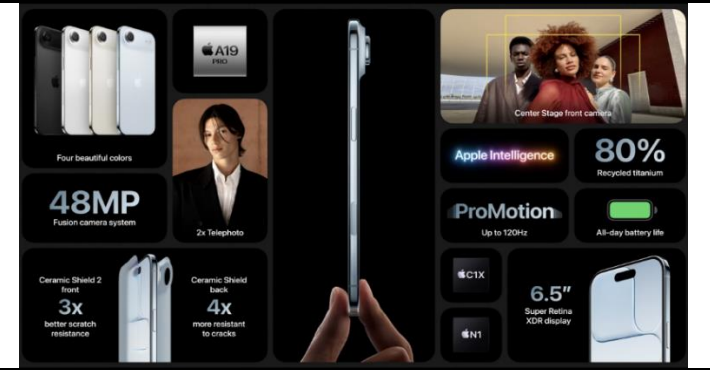 Four beautiful colors
A19
PRO
48MP
Fusion camera system
2x Telephoto
Ceramic Shield 2
front
3x
better scratch
resistance
Ceramic Shield
back
4x
more resistant
to cracks
Center Stage front camera
Apple Intelligence
80%
Recycled titanium
ProMotion
Up to 120Hz
All-day battery life
C1X
N1
6.5″
Super Retina
XDR display